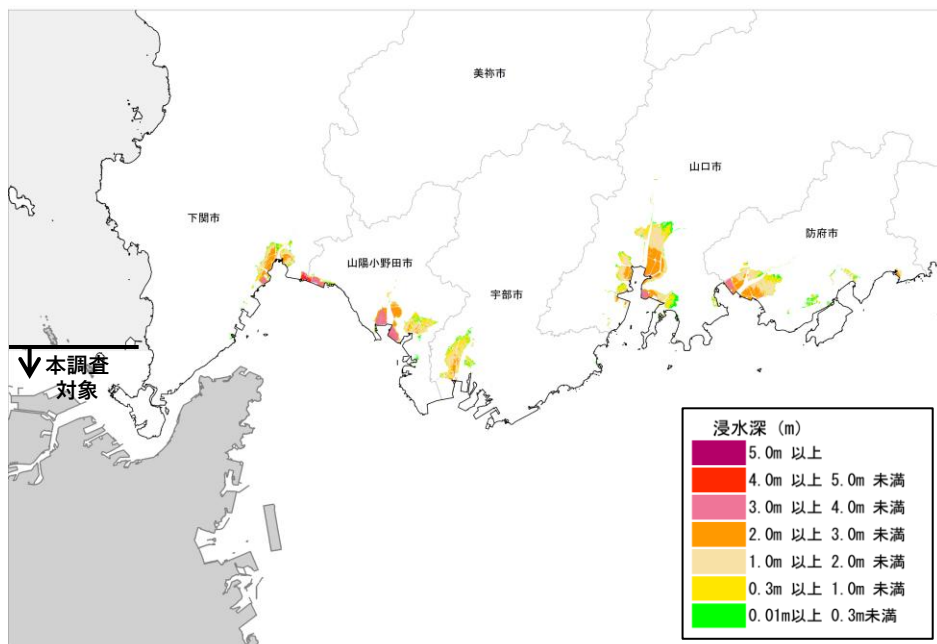 美祢市
山口市
下関市
防府市
山陽小野田市
宇部市
本調査
対象
浸水深 (m)
5.0m 以上
4.0m 以上 5.0m 未満
3.0m 以上 4.0m 未満
2.0m 以上 3.0m 未満
1.0m 以上 2.0m 未満
0.3m 以上 1.0m 未満
0.01m以上 0.3m未満